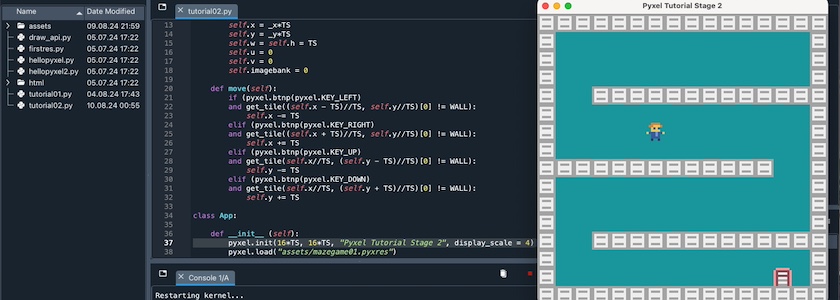 Name
Date Modified
assets
09.08.24 21:59
draw_api.py
05.07.24 17:22
firstres.py
05.07.24 17:22
hellopyxel.py
05.07.24 17:22
hellopyxel2.py
05.07.24 17:22
html
05.07.24 17:22
tutorial01.py
04.08.24 17:43
tutorial02.py
10.08.24 00:55
tutorial02.py
13 self.x = _x*TS
14 self.y = _y*TS
15 self.w = self.h = TS
16 self.u = 0
17 self.v = 0
18 self.imagebank = 0
19
20 def move(self):
21 if (pyxel.btnp(pyxel.KEY_LEFT)
22 and get_tile((self.x - TS)//TS, self.y//TS)[0] != WALL):
23 self.x -= TS
24 elif (pyxel.btnp(pyxel.KEY_RIGHT)
25 and get_tile((self.x + TS)//TS, self.y//TS)[0] != WALL):
26 self.x += TS
27 elif (pyxel.btnp(pyxel.KEY_UP)
28 and get_tile(self.x//TS, (self.y - TS)//TS)[0] != WALL):
29 self.y -= TS
30 elif (pyxel.btnp(pyxel.KEY_DOWN)
31 and get_tile(self.x//TS, (self.y + TS)//TS)[0] != WALL):
32 self.y += TS
33
34 class App:
35
36 def __init__ (self):
37 pyxel.init(16*TS, 16*TS, "Pyxel Tutorial Stage 2", display_scale = 4)
38 pyxel.load("assets/mazegame01.pyxres")
Console 1/A
Restarting kernel...
Pyxel Tutorial Stage 2